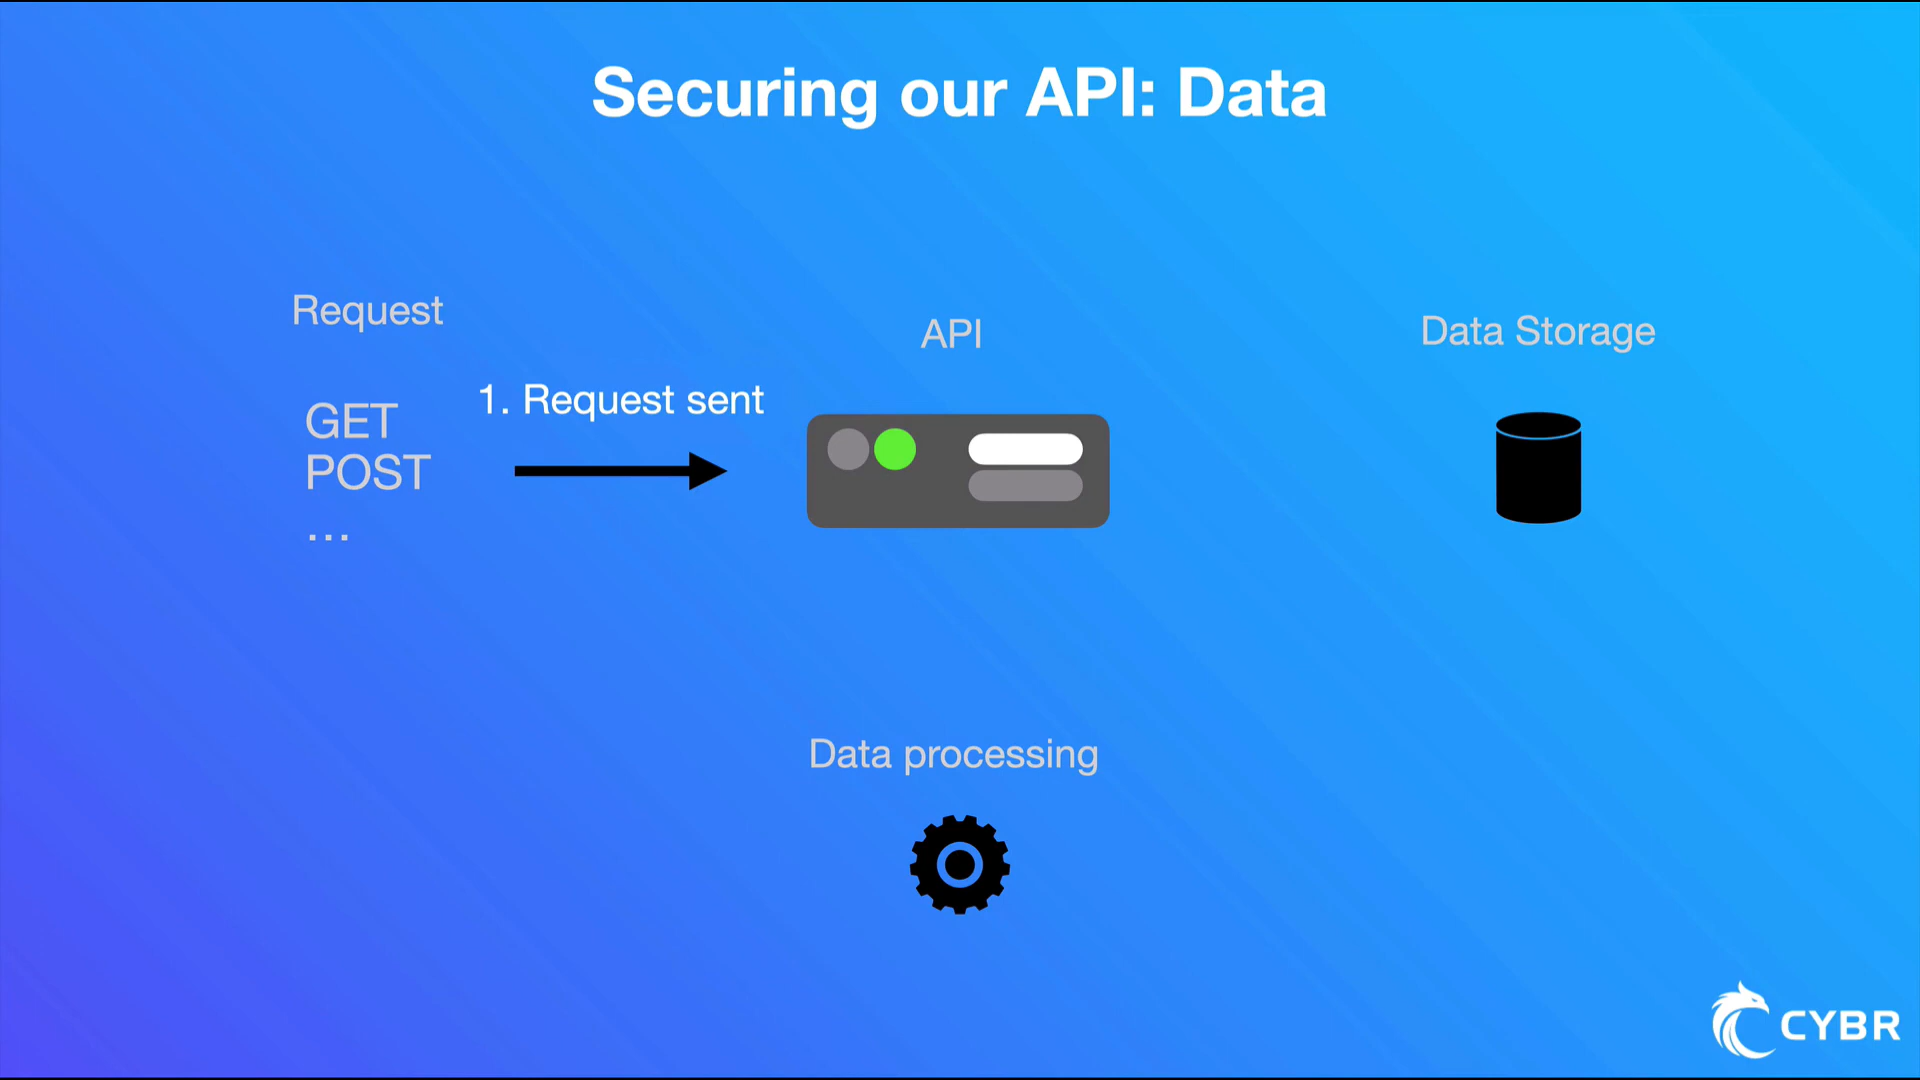 Securing our API: Data
Request
API
Data Storage
1. Request sent
GET
POST
...
Data processing
CYBR